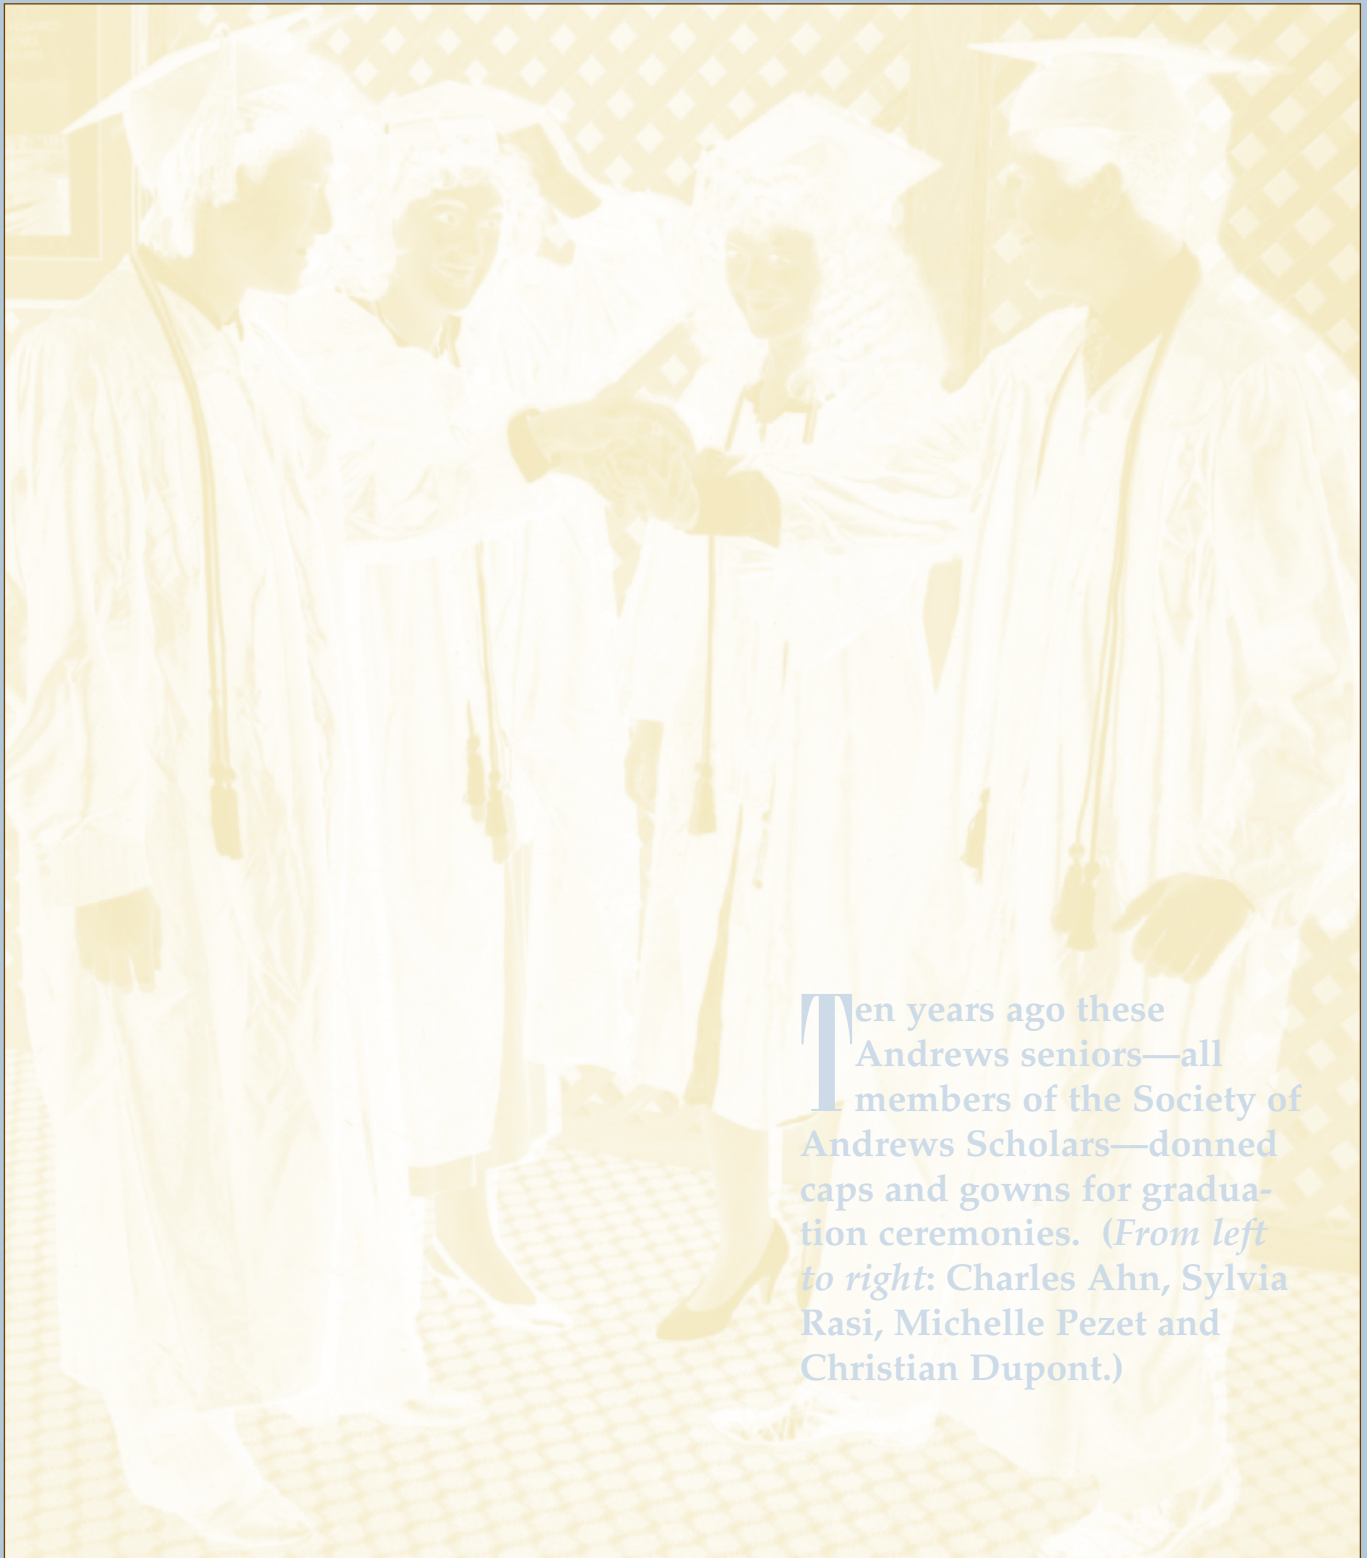 Ten years ago these
Andrews seniors—all
members of the Society of
Andrews Scholars—donned
caps and gowns for gradua-
tion ceremonies. (From left
to right: Charles Ahn, Sylvia
Rasi, Michelle Pezet and
Christian Dupont.)